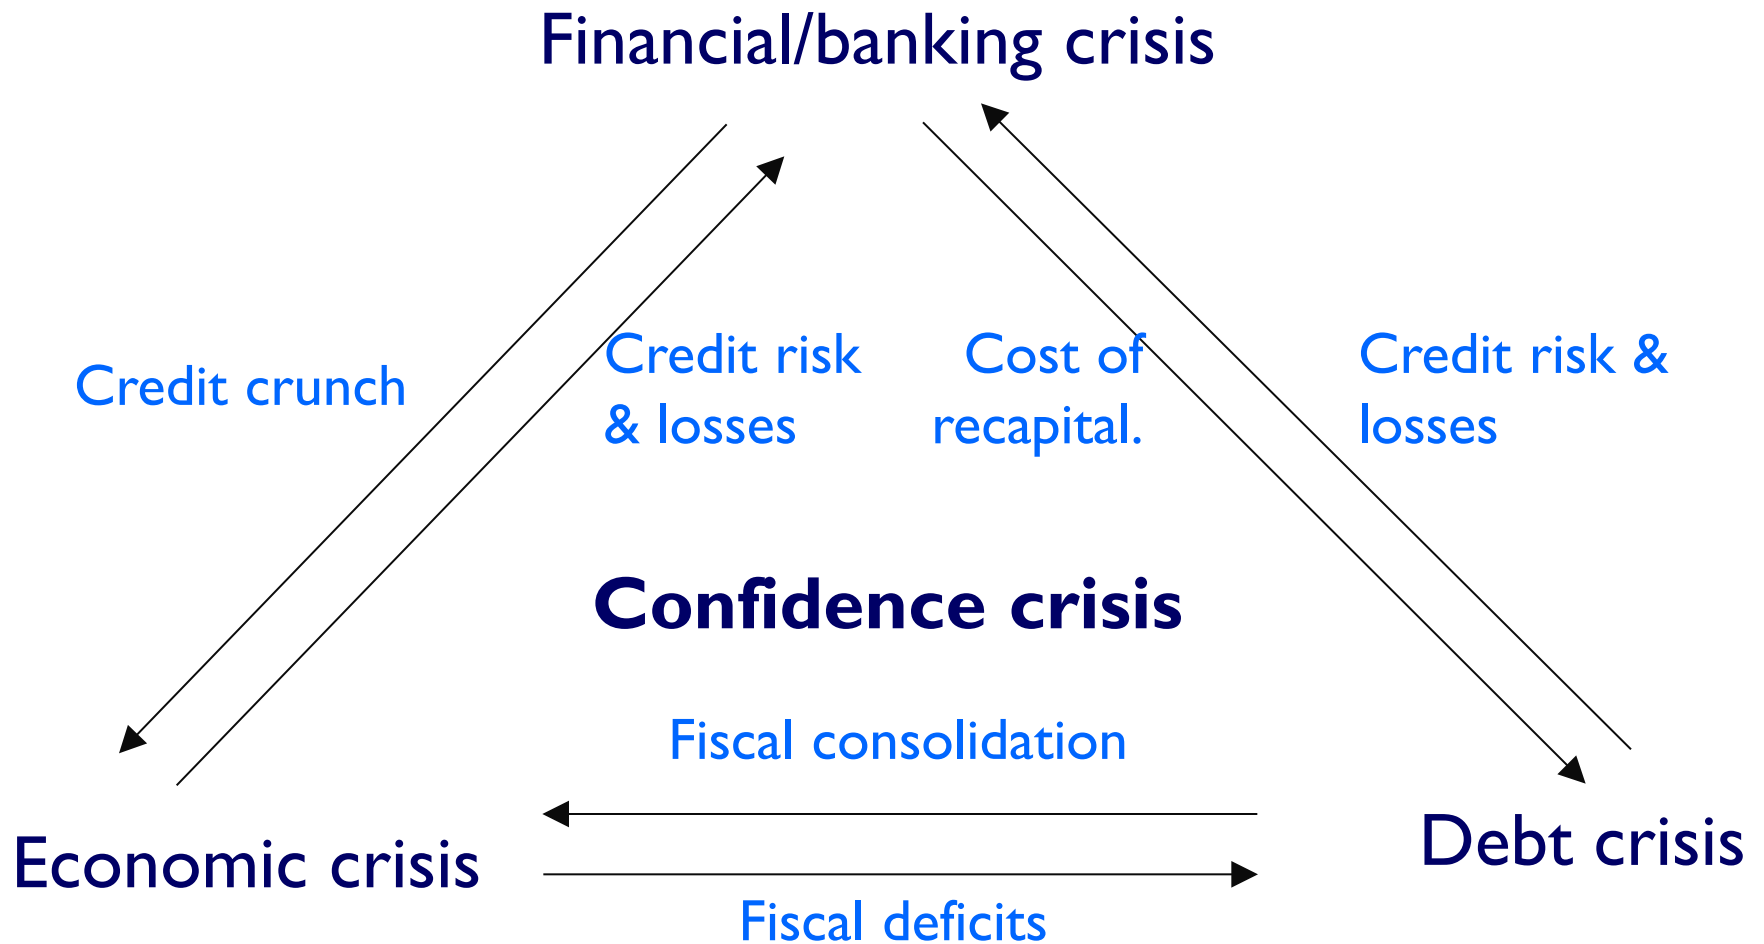 Financial/banking crisis
Credit crunch
Credit risk
& losses
Cost of
recapital.
Credit risk &
losses
Confidence crisis
Fiscal consolidation
Economic crisis
Debt crisis
Fiscal deficits